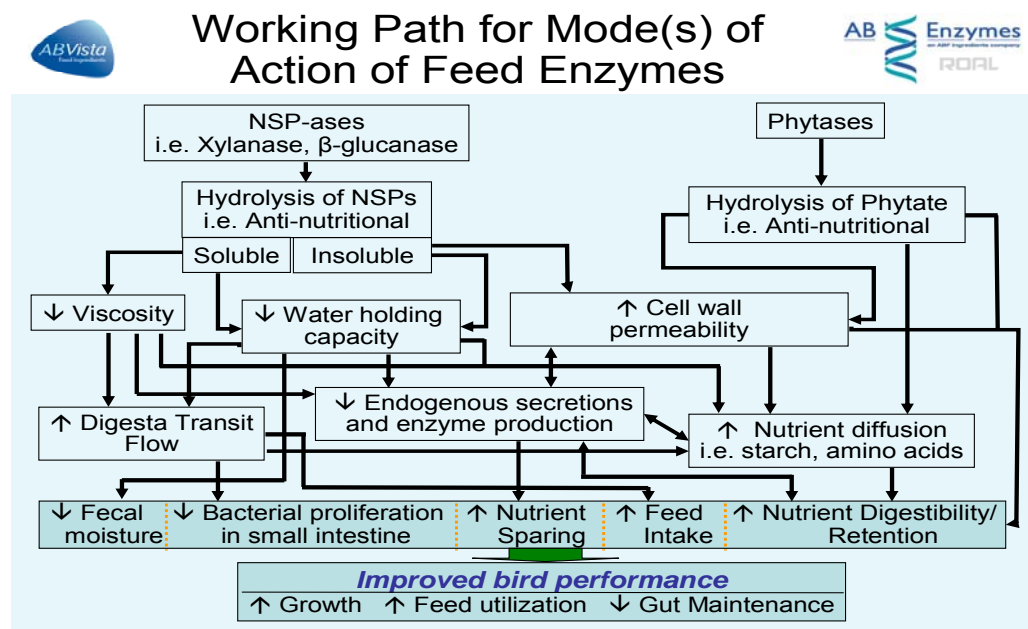 Working Path for Mode(s) of
Action of Feed Enzymes
ABVista
Feed Ingredients
AB Enzymes
an ABF Ingredients company
ROAL
NSP-ases
i.e. Xylanase, β-glucanase
Phytases
Hydrolysis of NSPs
i.e. Anti-nutritional
Soluble
Insoluble
Hydrolysis of Phytate
i.e. Anti-nutritional
↓ Viscosity
↓ Water holding
capacity
↑ Cell wall
permeability
↑ Digesta Transit
Flow
↓ Endogenous secretions
and enzyme production
↑ Nutrient diffusion
i.e. starch, amino acids
↓ Fecal
moisture
↓ Bacterial proliferation
in small intestine
↑ Nutrient
Sparing
↑ Feed
Intake
↑ Nutrient Digestibility/
Retention
Improved bird performance
↑ Growth ↑ Feed utilization ↓ Gut Maintenance